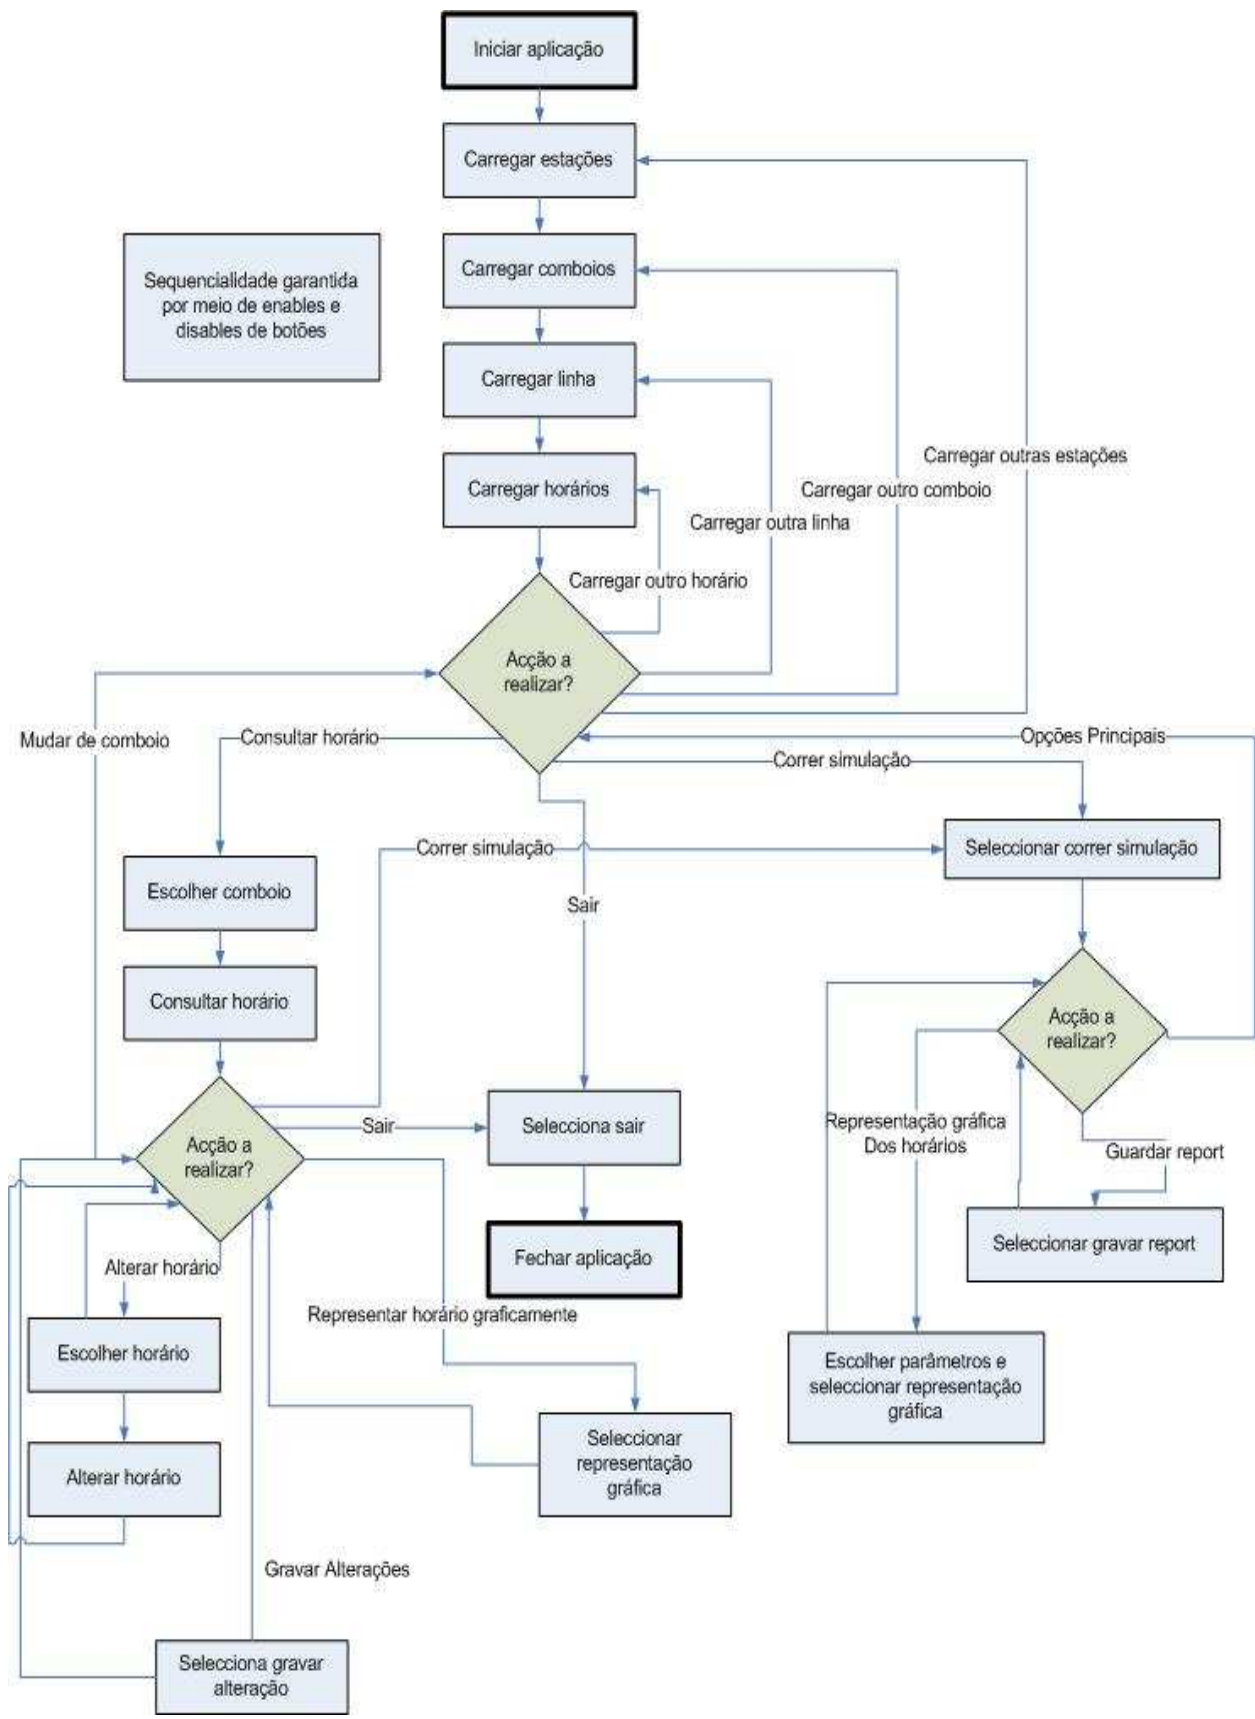 Iniciar aplicação
Carregar estações
Sequencialidade garantida
por meio de enables e
disables de botões
Carregar comboios
Carregar linha
Carregar horários
Carregar outras estações
Carregar outro comboio
Carregar outra linha
Carregar outro horário
Acção a
realizar?
Mudar de comboio
Consultar horário
Opções Principais
Correr simulação
Correr simulação
Seleccionar correr simulação
Escolher comboio
Sair
Consultar horário
Acção a
realizar?
Acção a
realizar?
Sair
Selecciona sair
Representação gráfica
Dos horários
Guardar report
Seleccionar gravar report
Fechar aplicação
Alterar horário
Representar horário graficamente
Escolher horário
Escolher parâmetros e
seleccionar representação
gráfica
Seleccionar
representação
gráfica
Alterar horário
Gravar Alterações
Selecciona gravar
alteração